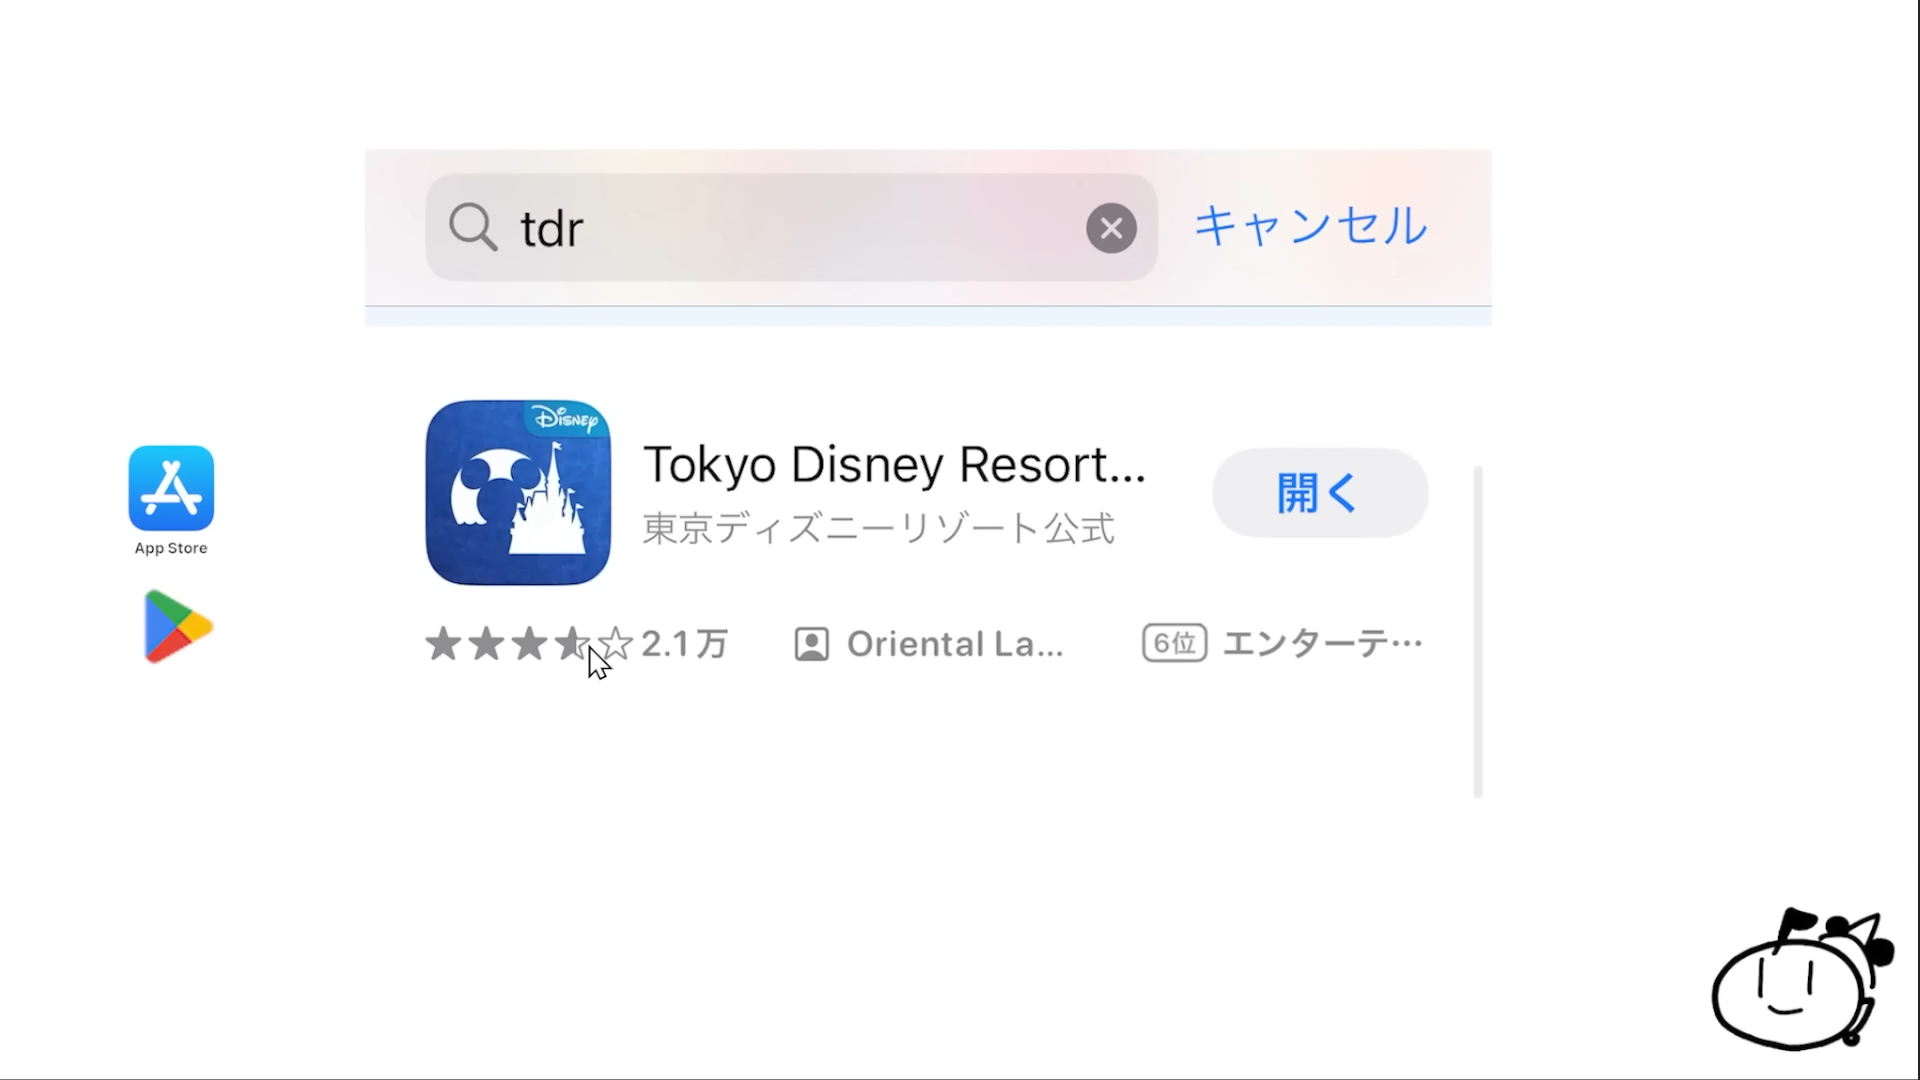 tdr
キャンセル
Disney
Tokyo Disney Resort...
東京ディズニーリゾート公式
開く
App Store
2.1万
Oriental La...
6位 エンターテ…